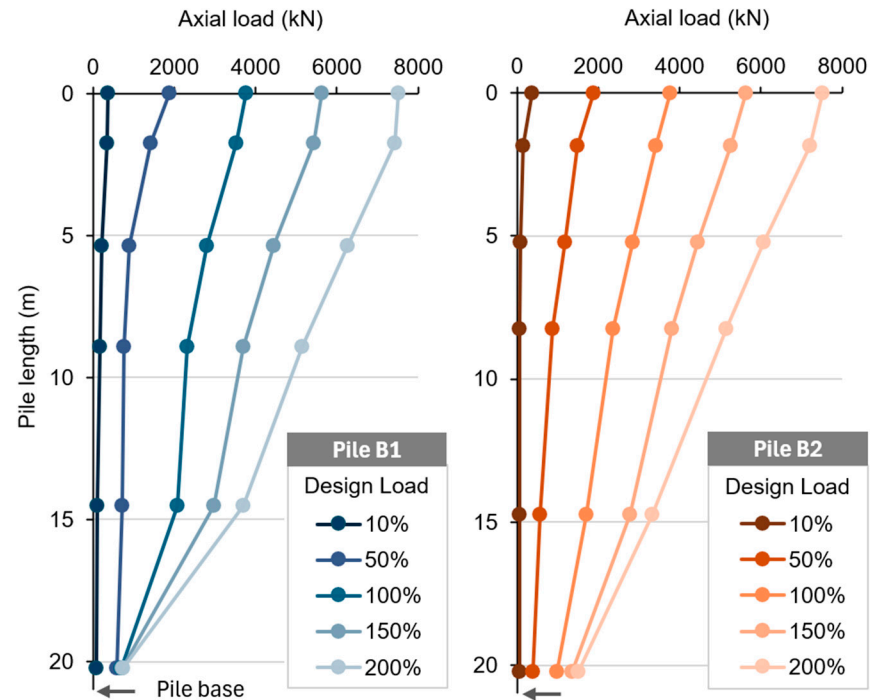 Axial load (kN)
0 2000 4000 6000 8000
Pile length (m)
0
5
10
15
20
Pile B1
Design Load
10%
50%
100%
150%
200%
Pile base
Axial load (kN)
0 2000 4000 6000 8000
0
5
10
15
20
Pile B2
Design Load
10%
50%
100%
150%
200%